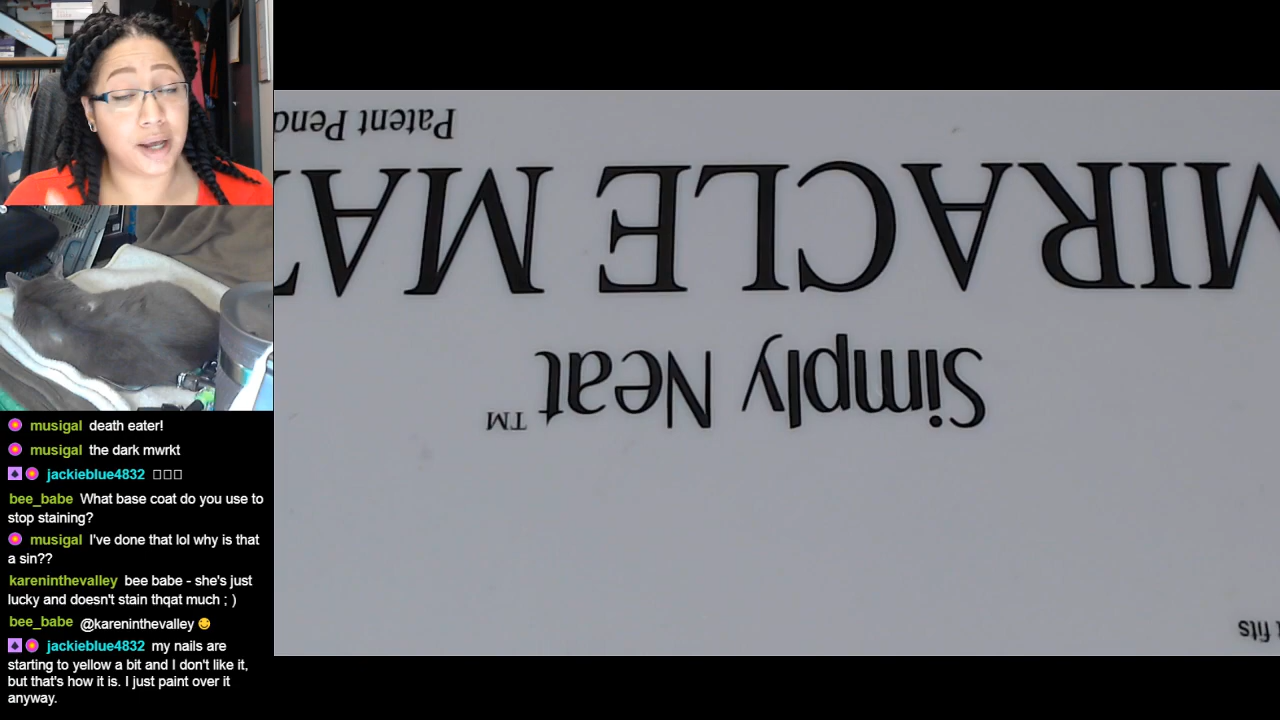 Patent Pend
MIRACLE MAT
Simply Neat™
t fits
musigal death eater!
musigal the dark mwrkt
jackieblue4832 □□□
bee_babe What base coat do you use to
stop staining?
musigal I've done that lol why is that
a sin??
kareninthevalley bee babe - she's just
lucky and doesn't stain thqat much ; )
bee_babe @kareninthevalley 😏
jackieblue4832 my nails are
starting to yellow a bit and I don't like it,
but that's how it is. I just paint over it
anyway.